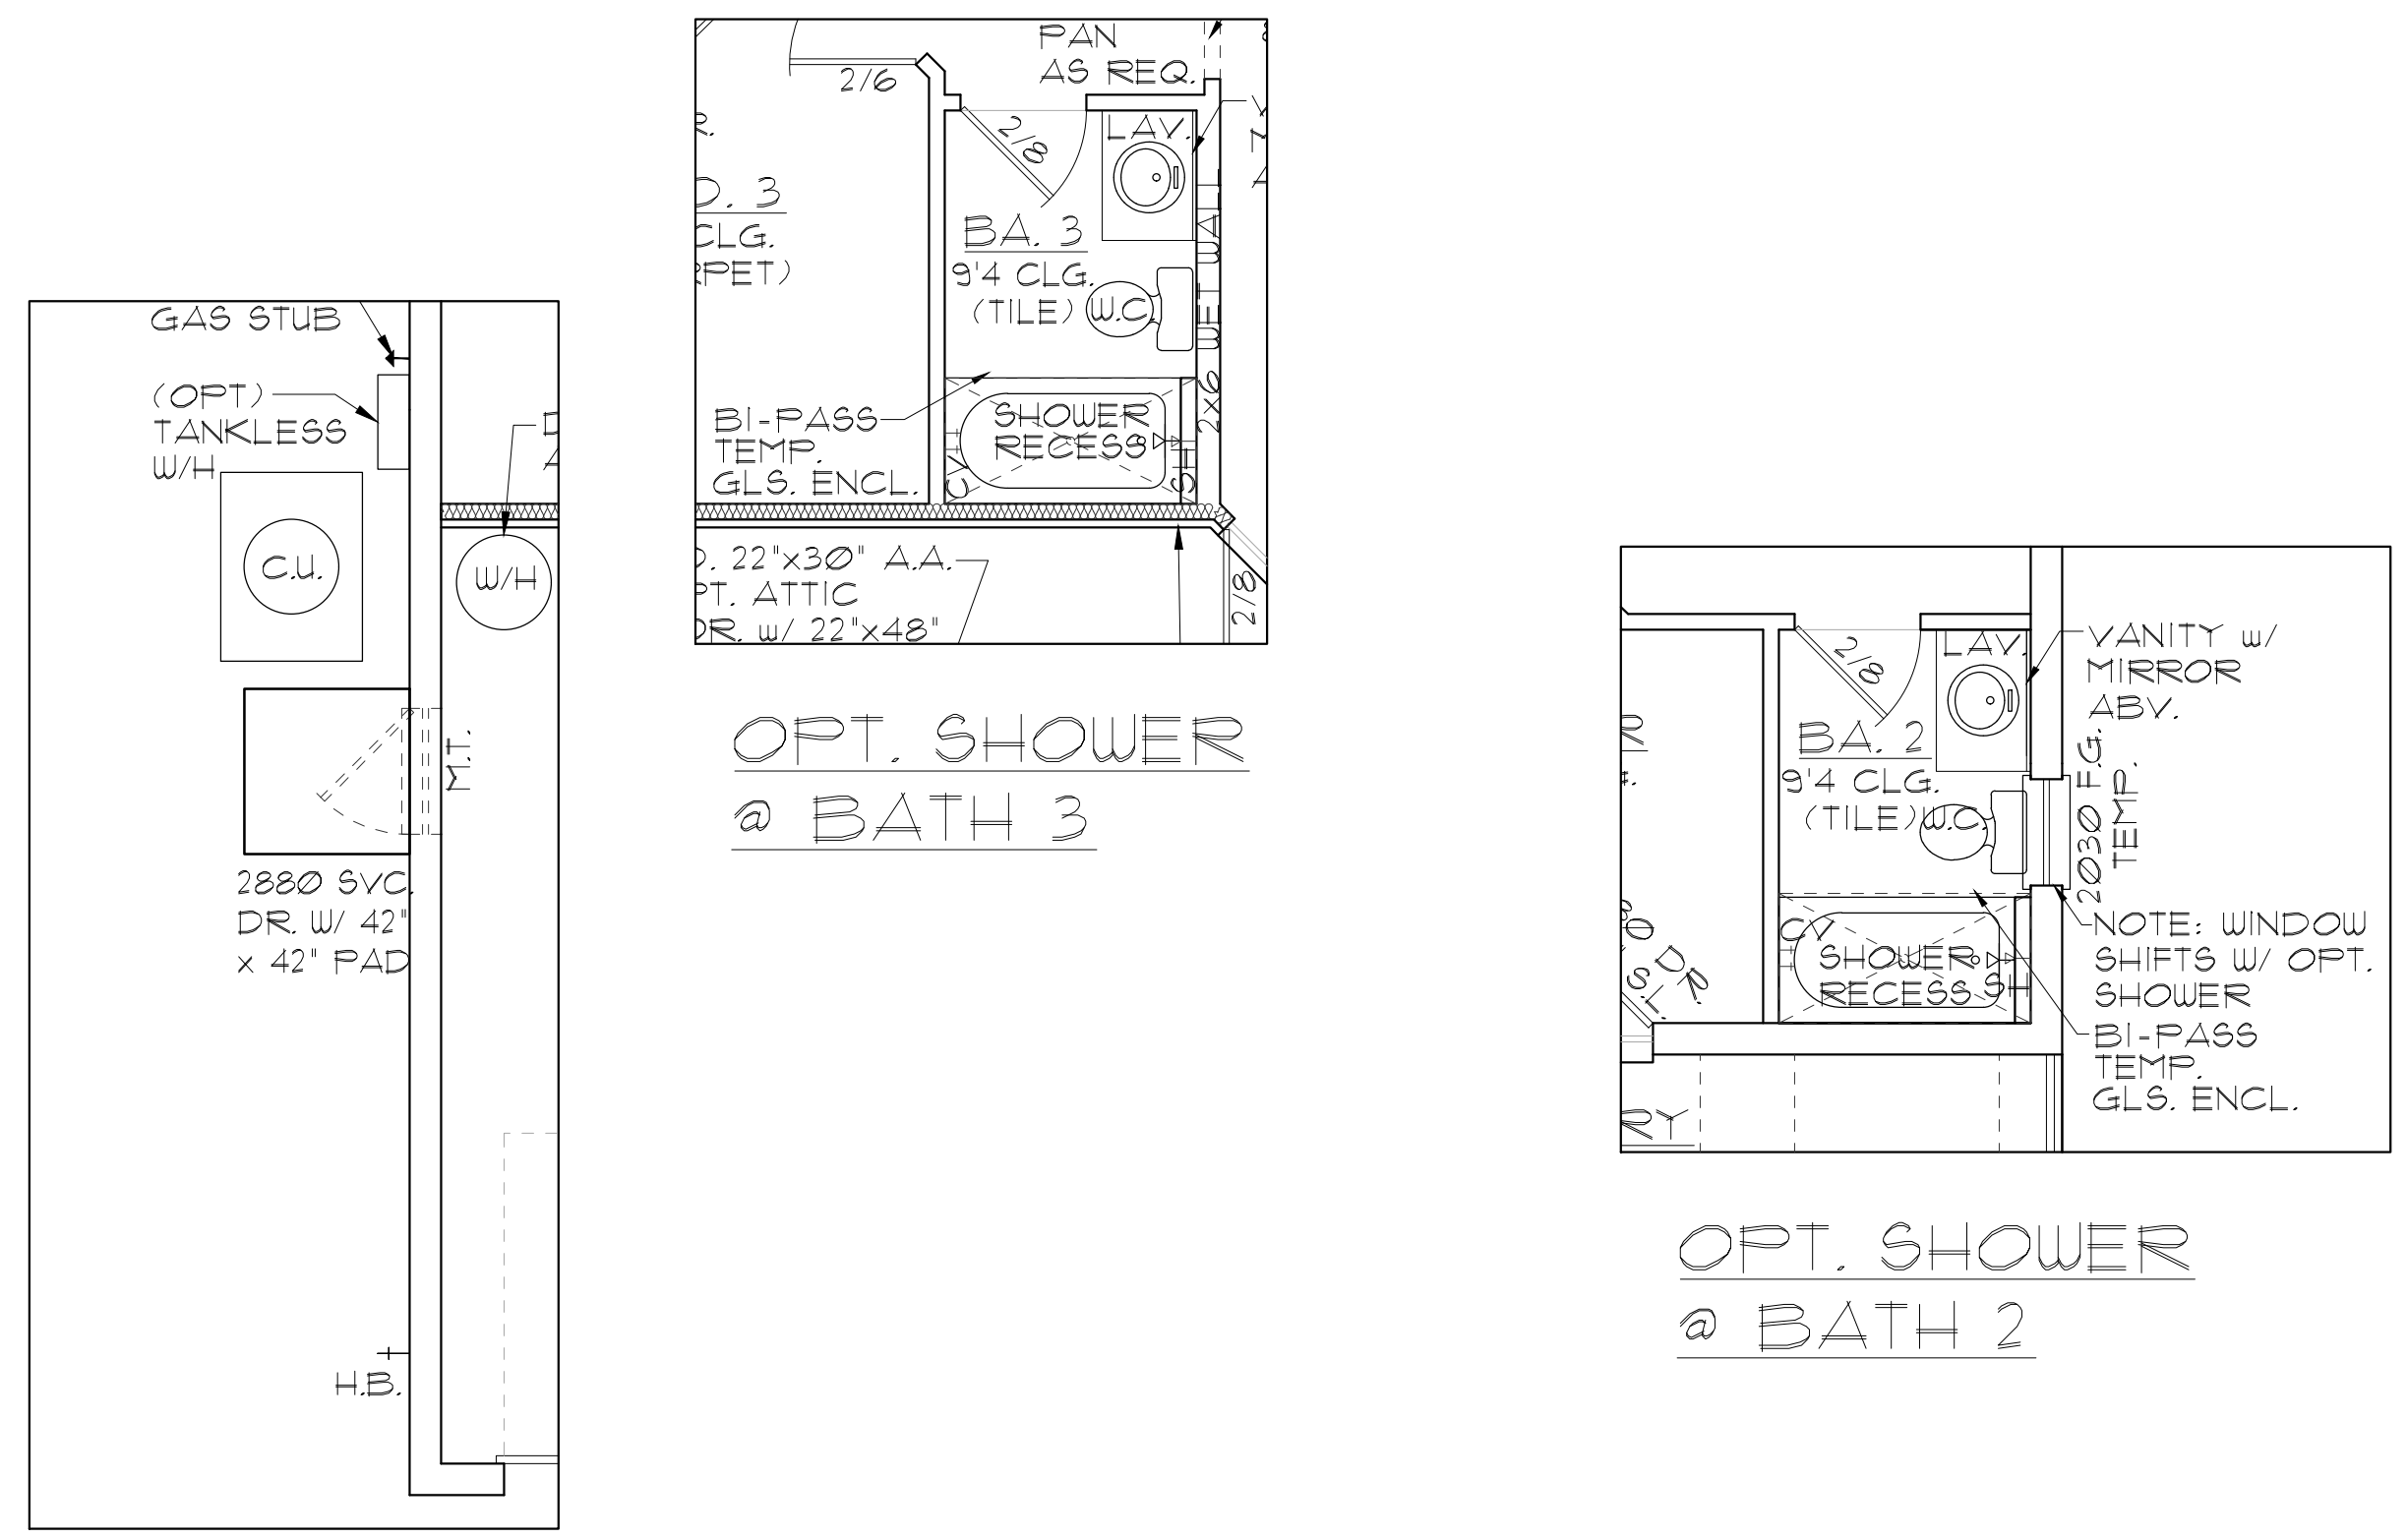 GAS STUB
(OPT)
TANKLESS
W/H
C.U.
W/H
M.T.
2880 SVC.
DR. W/ 42"
x 42" PAD
H.B.
PAN
AS REQ.
2/6
2/8
LAV.
3
CLG.
BA. 3
9'4 CLG.
(TILE) W.C.
2x6 WET WALL
BI-PASS
TEMP.
GLS. ENCL.
SHOWER
RECESS
CV
SH
22"x30" A.A.
ATTIC
DR. w/ 22"x48"
2/8
OPT. SHOWER
@ BATH 3
2/8
LAV.
VANITY w/
MIRROR
ABV.
BA. 2
9'4 CLG.
(TILE) W.C.
2030 F.G.
TEMP.
CV
SHOWER
RECESS
SH
NOTE: WINDOW
SHIFTS W/ OPT.
SHOWER
BI-PASS
TEMP.
GLS. ENCL.
OPT. SHOWER
@ BATH 2